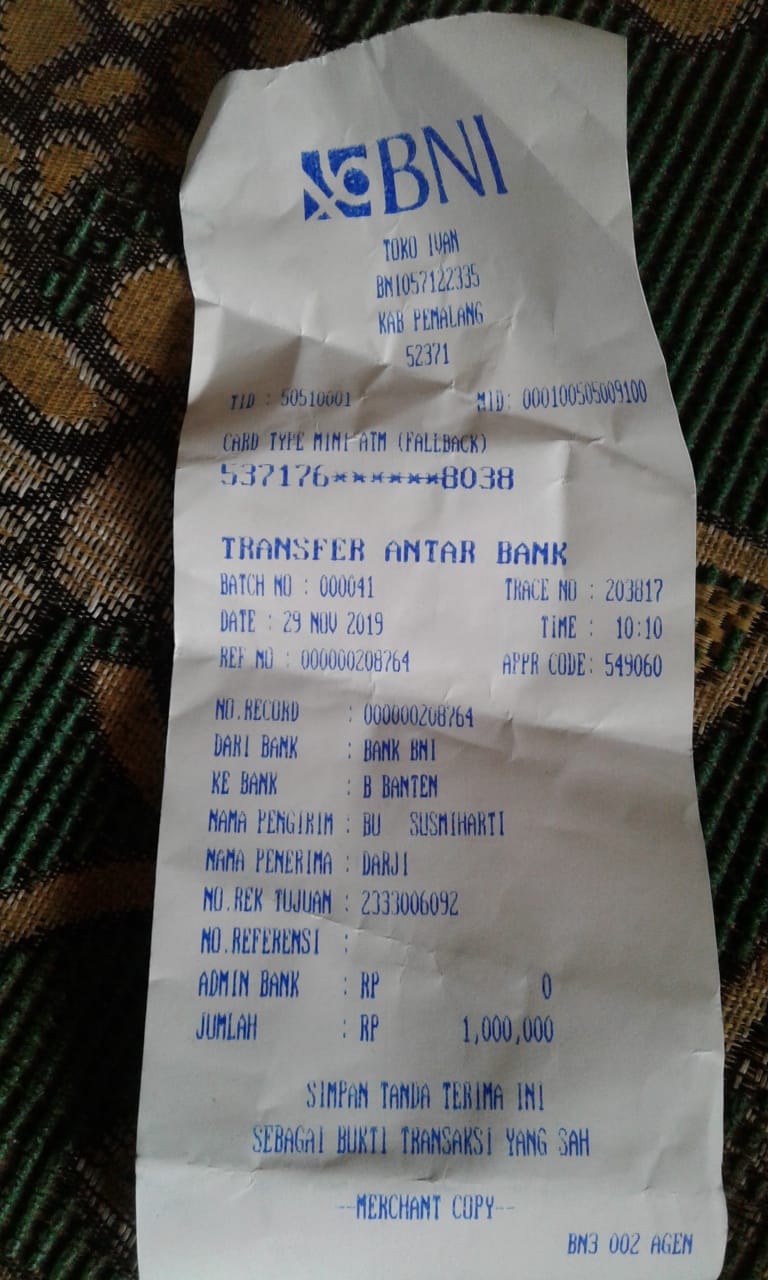 BNI
TOKO IVAN
BNI057122335
KAB PEMALANG
52371
TID : 50510001 MID: 000100505009100
CARD TYPE MINI ATM (FALLBACK)
537176******8038
TRANSFER ANTAR BANK
BATCH NO : 000041 TRACE NO : 203817
DATE : 29 NOV 2019 TIME : 10:10
REF NO : 000000208764 APPR CODE: 549060
NO.RECORD : 000000208764
DARI BANK : BANK BNI
KE BANK : B BANTEN
NAMA PENGIRIM : BU SUSMIHARTI
NAMA PENERIMA : DARJI
NO.REK TUJUAN : 2333006092
NO.REFERENSI :
ADMIN BANK : RP 0
JUMLAH : RP 1,000,000
SIMPAN TANDA TERIMA INI
SEBAGAI BUKTI TRANSAKSI YANG SAH
--MERCHANT COPY--
BN3 002 AGEN